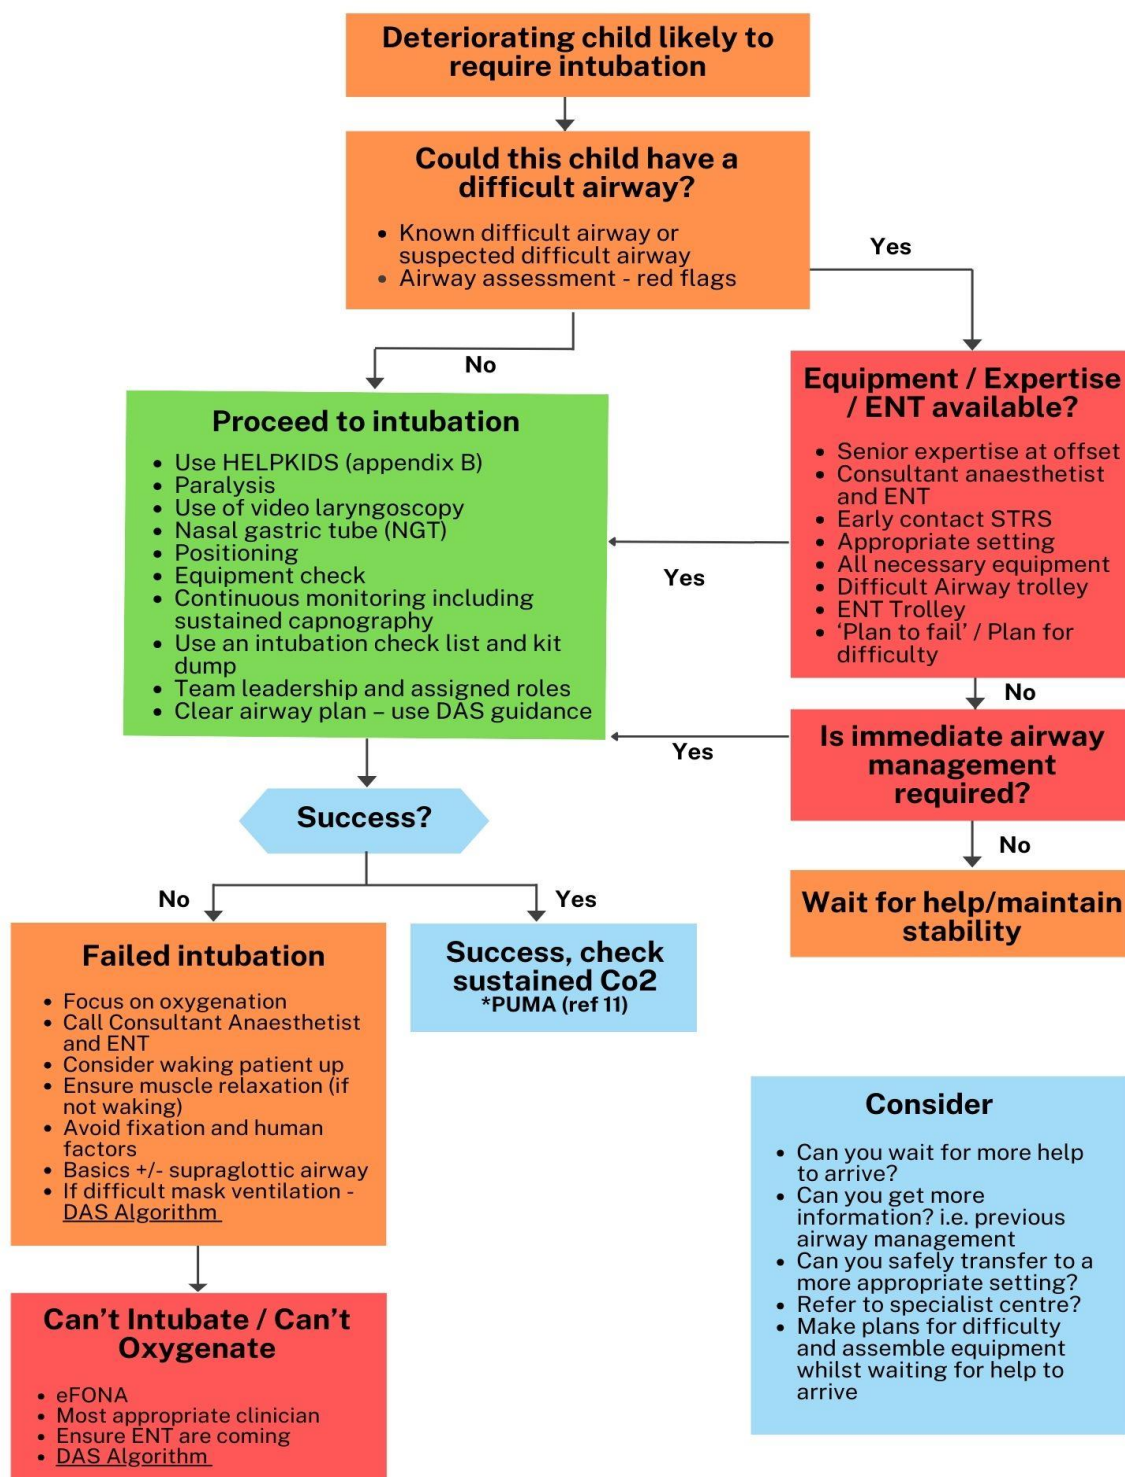 Deteriorating child likely to
require intubation
Could this child have a
difficult airway?
• Known difficult airway or
suspected difficult airway
• Airway assessment - red flags
Yes
No
Equipment / Expertise
/ ENT available?
• Senior expertise at offset
• Consultant anaesthetist
and ENT
• Early contact STRS
• Appropriate setting
• All necessary equipment
• Difficult Airway trolley
• ENT Trolley
• ‘Plan to fail’ / Plan for
difficulty
Proceed to intubation
• Use HELPKIDS (appendix B)
• Paralysis
• Use of video laryngoscopy
• Nasal gastric tube (NGT)
• Positioning
• Equipment check
• Continuous monitoring including
sustained capnography
• Use an intubation check list and kit
dump
• Team leadership and assigned roles
• Clear airway plan – use DAS guidance
Yes
No
Is immediate airway
management
required?
Yes
No
Wait for help/maintain
stability
Success?
No
Yes
Failed intubation
• Focus on oxygenation
• Call Consultant Anaesthetist
and ENT
• Consider waking patient up
• Ensure muscle relaxation (if
not waking)
• Avoid fixation and human
factors
• Basics +/- supraglottic airway
• If difficult mask ventilation -
DAS Algorithm
Success, check
sustained Co2
*PUMA (ref 11)
Can’t Intubate / Can’t
Oxygenate
• eFONA
• Most appropriate clinician
• Ensure ENT are coming
• DAS Algorithm
Consider
• Can you wait for more help
to arrive?
• Can you get more
information? i.e. previous
airway management
• Can you safely transfer to a
more appropriate setting?
• Refer to specialist centre?
• Make plans for difficulty
and assemble equipment
whilst waiting for help to
arrive